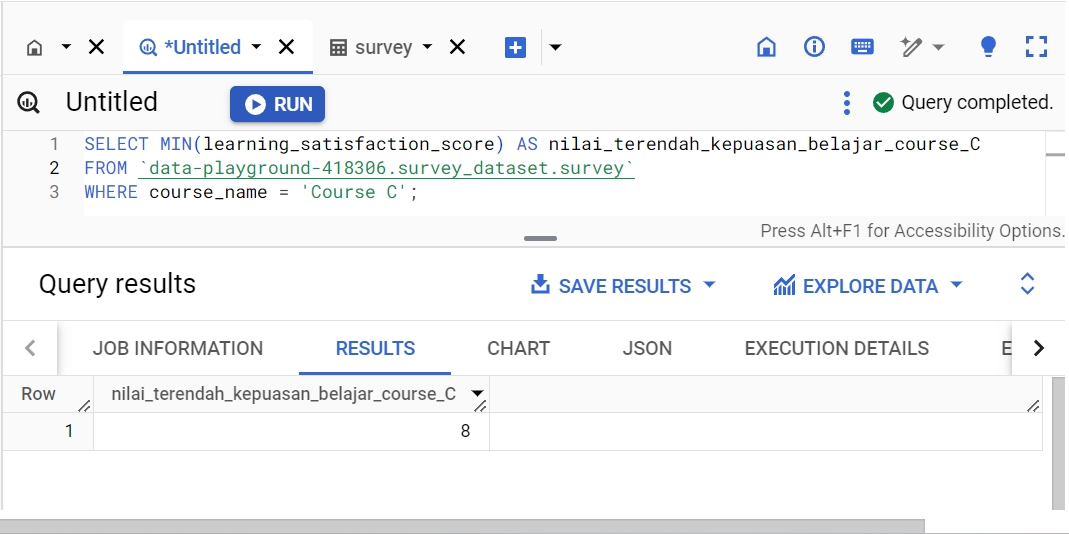 *Untitled survey
Untitled RUN Query completed.
1 SELECT MIN(learning_satisfaction_score) AS nilai_terendah_kepuasan_belajar_course_C
2 FROM `data-playground-418306.survey_dataset.survey`
3 WHERE course_name = 'Course C';
Press Alt+F1 for Accessibility Options.
Query results SAVE RESULTS EXPLORE DATA
JOB INFORMATION RESULTS CHART JSON EXECUTION DETAILS E
Row nilai_terendah_kepuasan_belajar_course_C
1 8